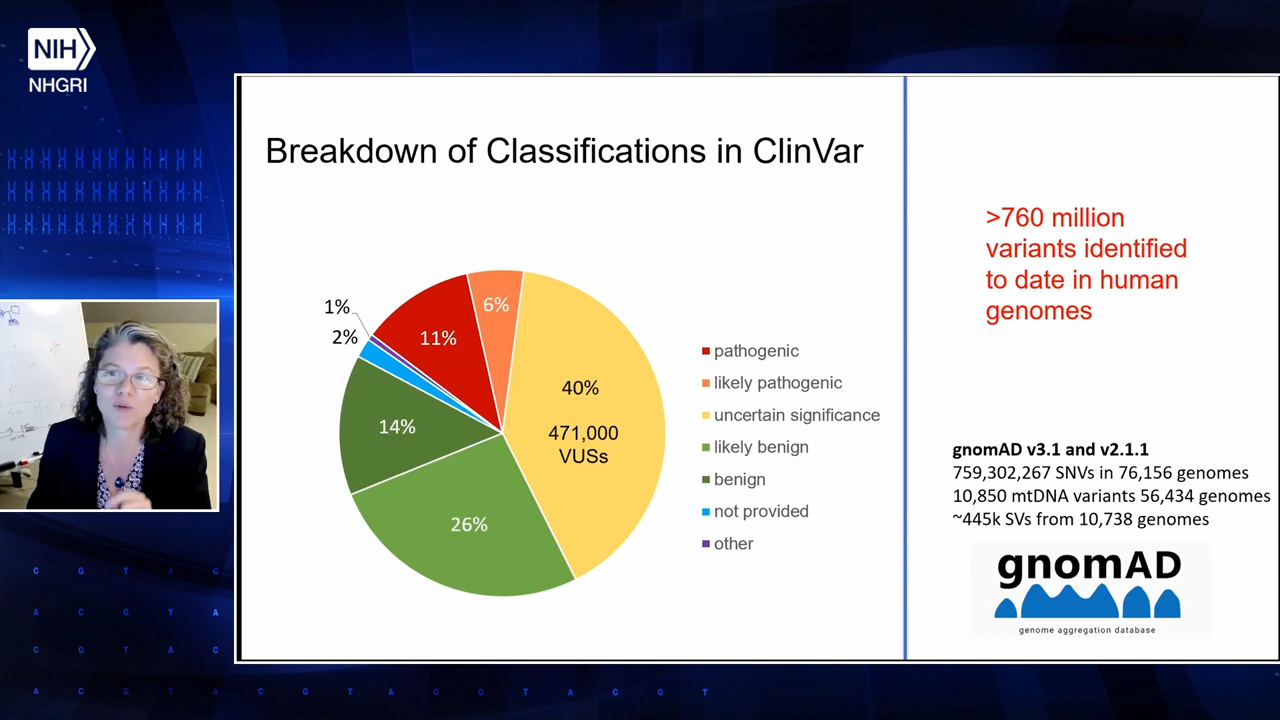 NIH
NHGRI
Breakdown of Classifications in ClinVar
>760 million
variants identified
to date in human
genomes
1%
2%
11%
6%
40%
471,000
VUSs
14%
26%
pathogenic
likely pathogenic
uncertain significance
likely benign
benign
not provided
other
gnomAD v3.1 and v2.1.1
759,302,267 SNVs in 76,156 genomes
10,850 mtDNA variants 56,434 genomes
~445k SVs from 10,738 genomes
gnomAD
genome aggregation database
C G T A C
A C G T A
C G T A C
A C G T A C G T A C G T A C G T